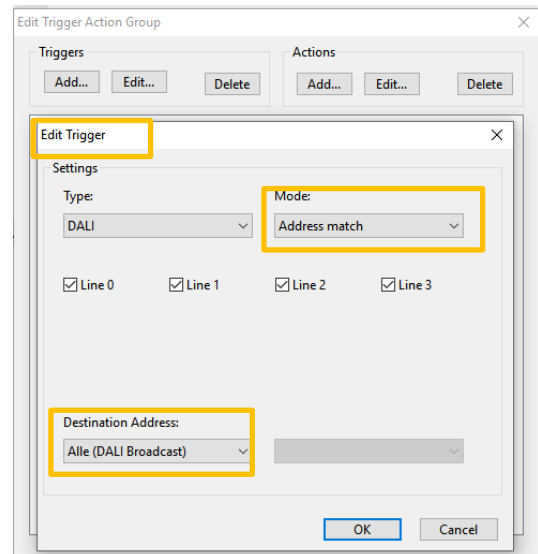 Edit Trigger Action Group
Triggers
Actions
Add... Edit... Delete
Add... Edit... Delete
Edit Trigger
Settings
Type:
Mode:
DALI
Address match
Line 0 Line 1 Line 2 Line 3
Destination Address:
Alle (DALI Broadcast)
OK Cancel